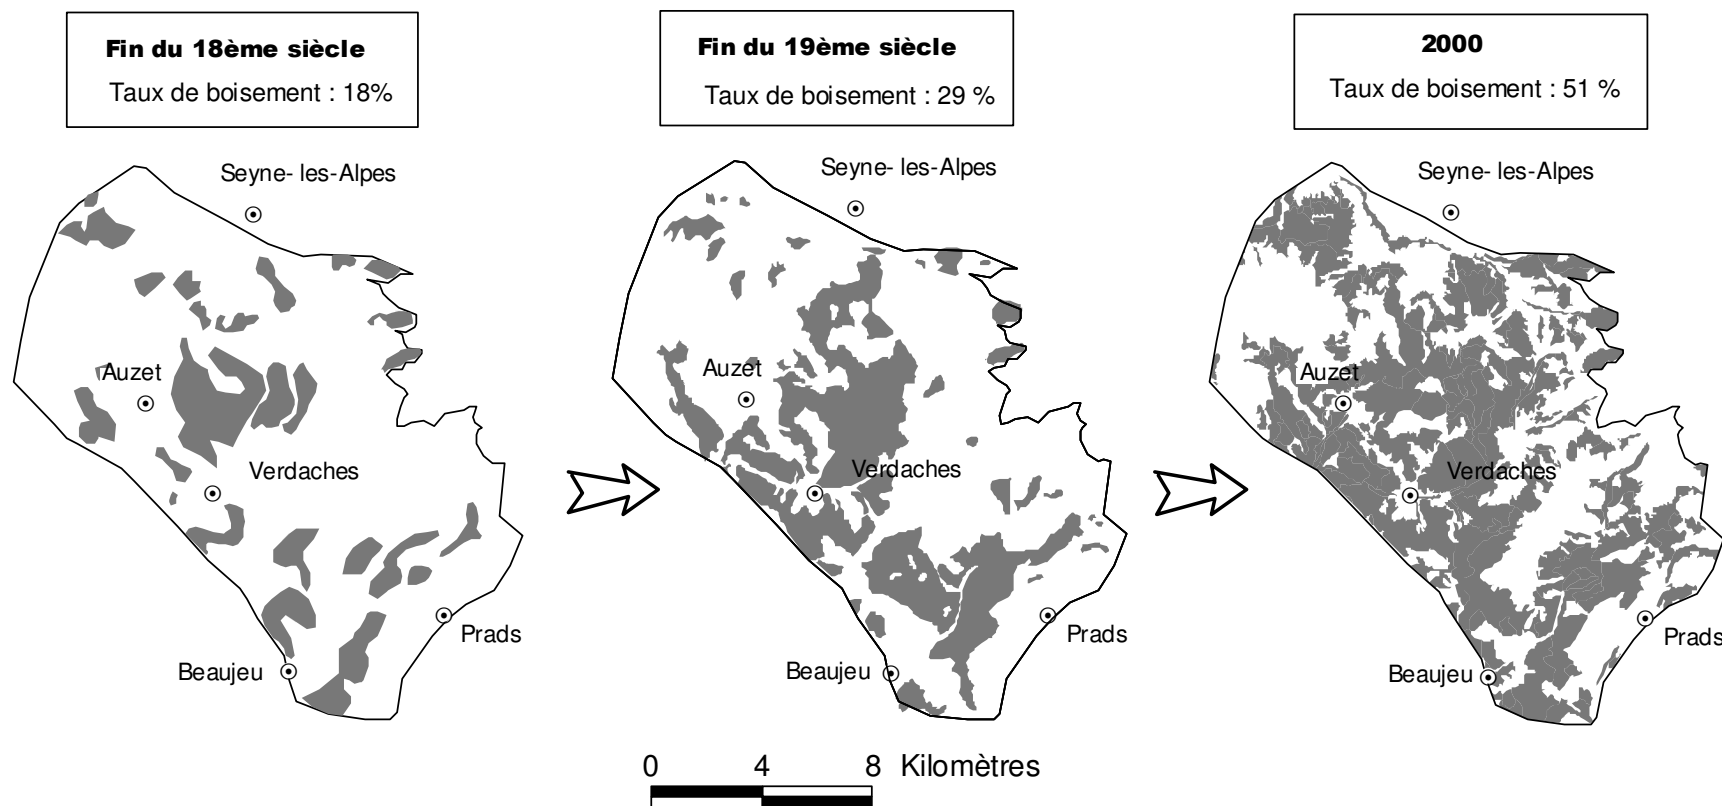 Fin du 18ème siècle
Taux de boisement : 18%
Fin du 19ème siècle
Taux de boisement : 29 %
2000
Taux de boisement : 51 %
Seyne- les-Alpes
Auzet
Verdaches
Prads
Beaujeu
Seyne- les-Alpes
Auzet
Verdaches
Prads
Beaujeu
Seyne- les-Alpes
Auzet
Verdaches
Prads
Beaujeu
0 4 8 Kilomètres